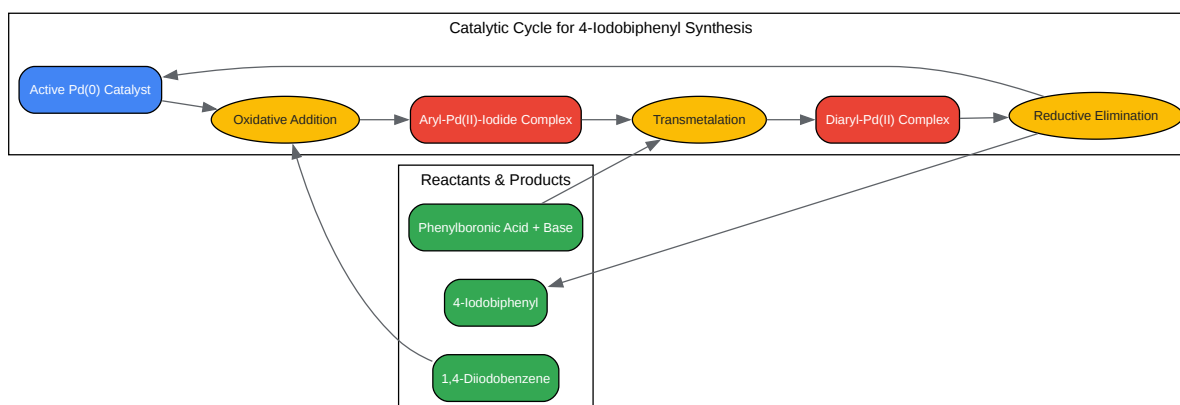 Catalytic Cycle for 4-Iodobiphenyl Synthesis
Active Pd(0) Catalyst
Oxidative Addition
Aryl-Pd(II)-Iodide Complex
Transmetalation
Diaryl-Pd(II) Complex
Reductive Elimination
Reactants & Products
Phenylboronic Acid + Base
4-Iodobiphenyl
1,4-Diiodobenzene